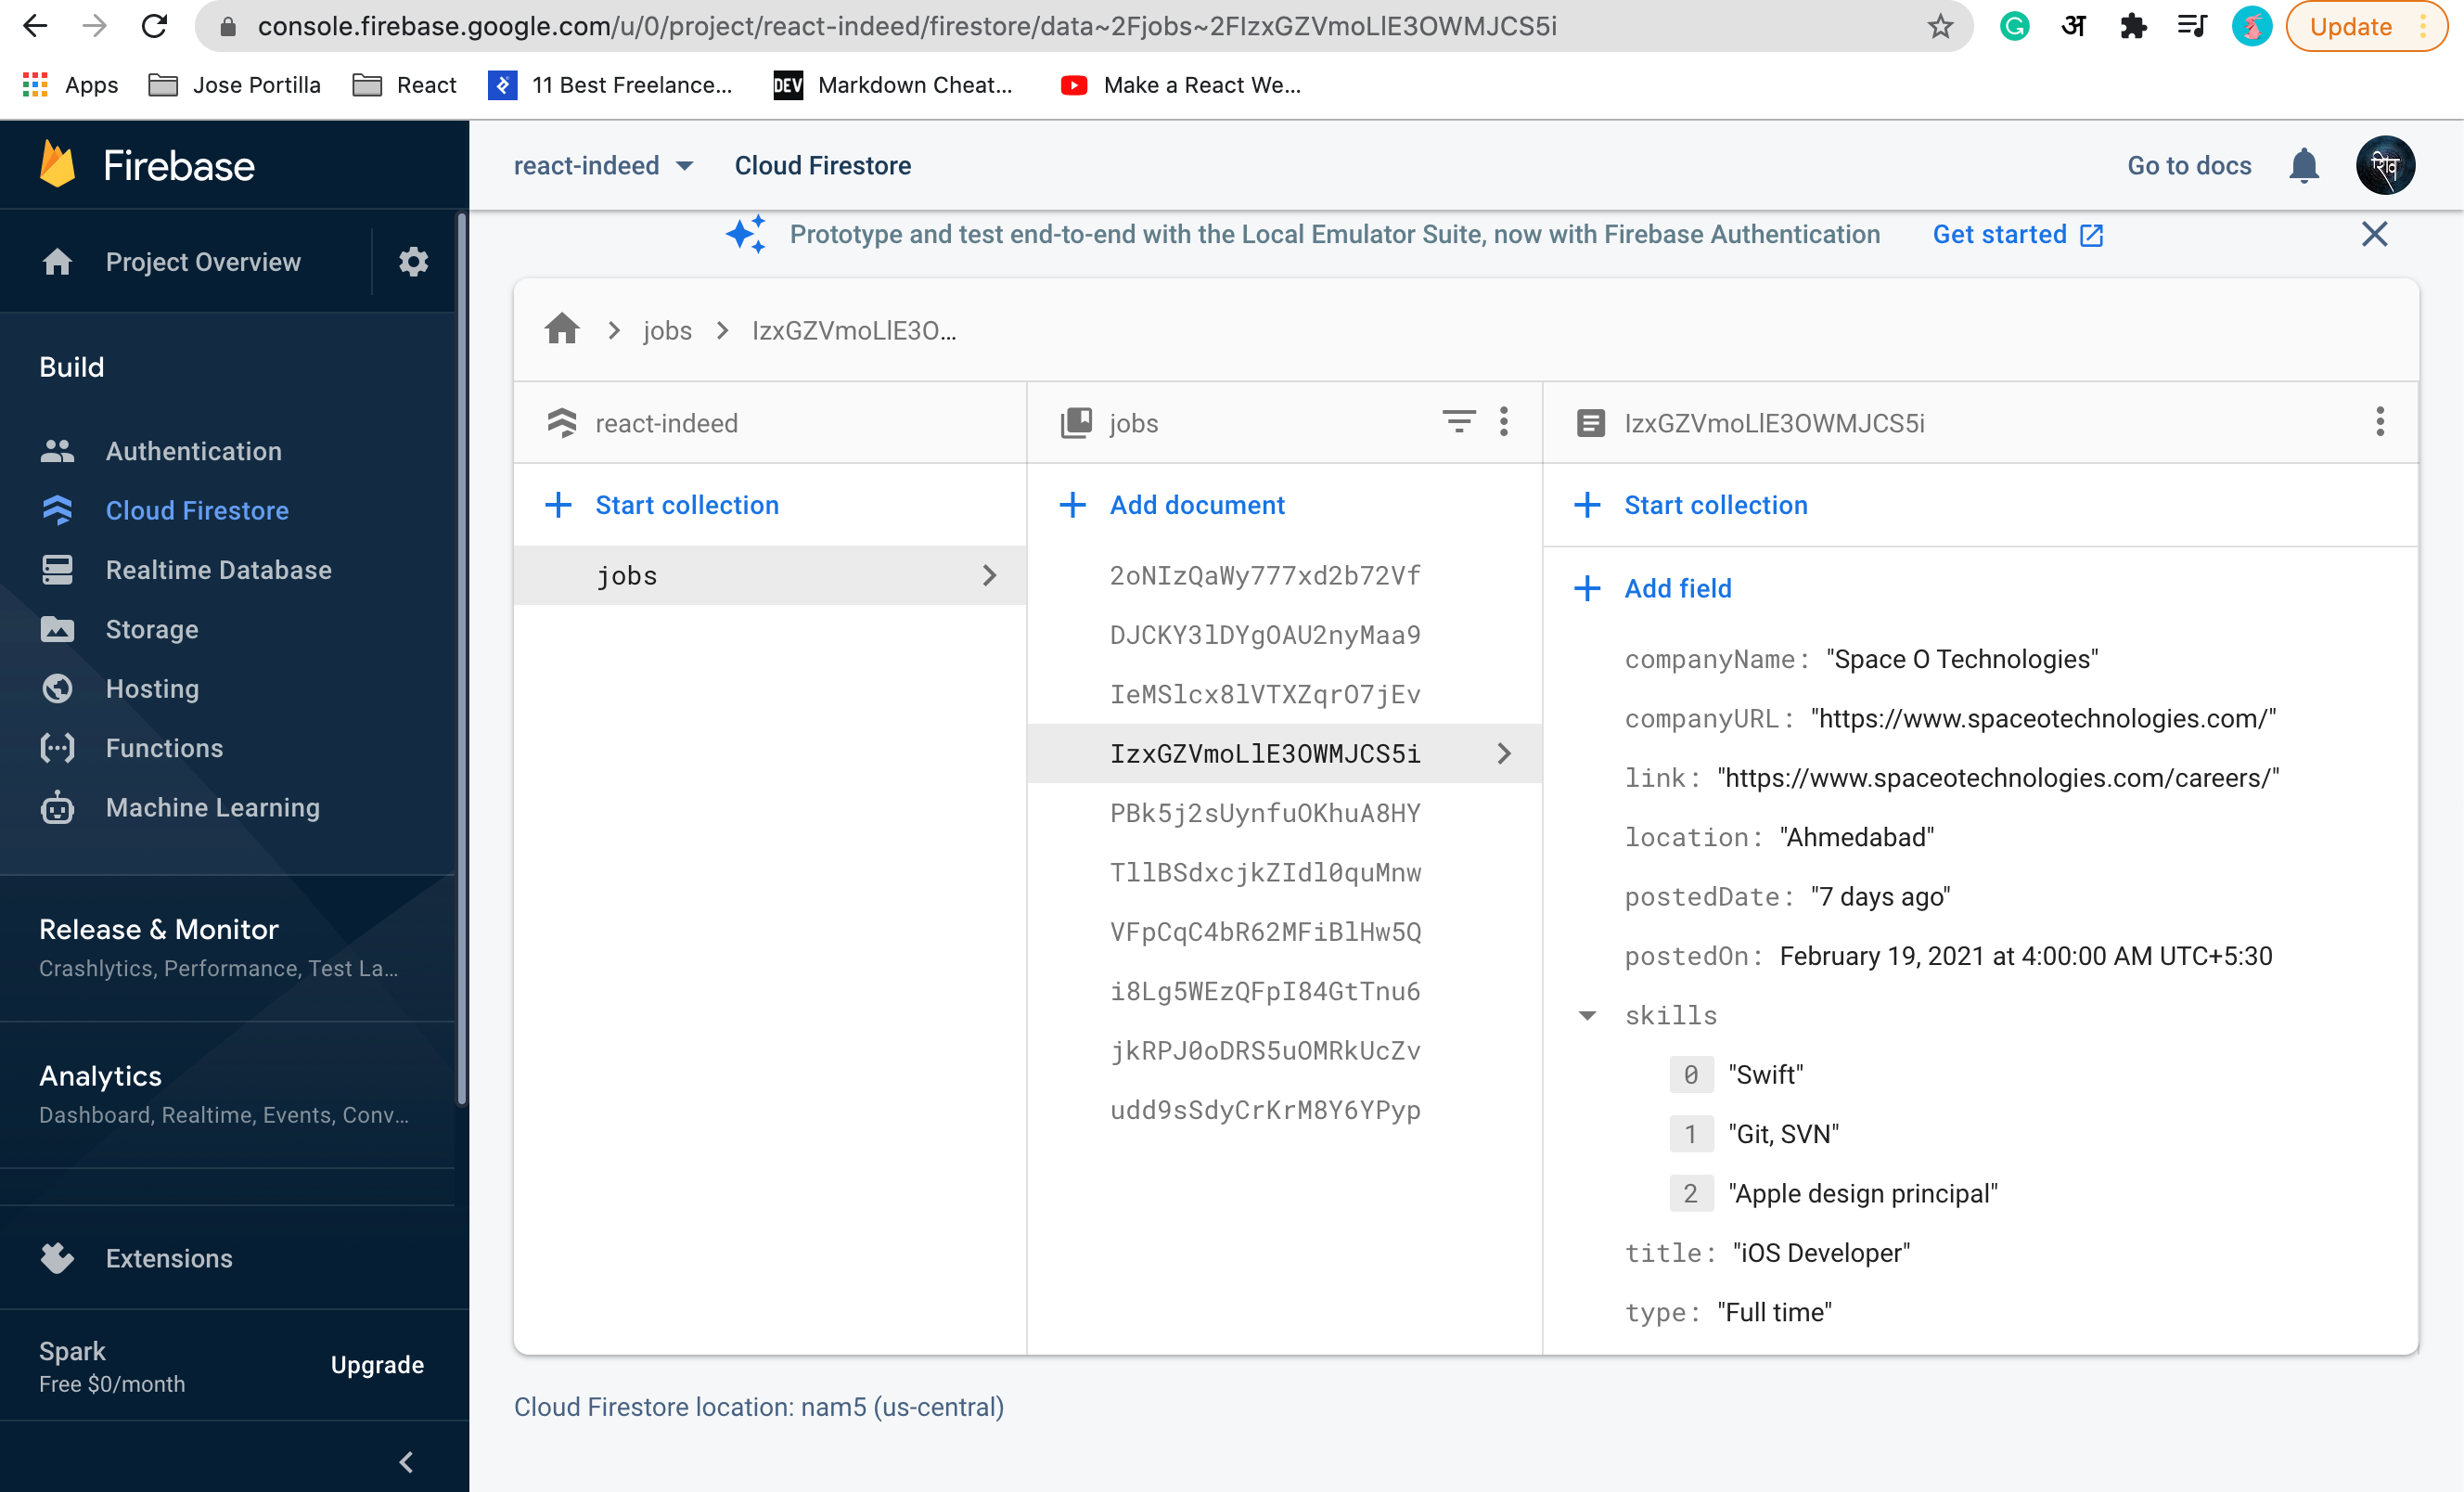 console.firebase.google.com/u/0/project/react-indeed/firestore/data~2Fjobs~2FIzxGZVmoLlE3OWMJCS5i
अ
Update
Apps
Jose Portilla
React
11 Best Freelance...
DEV
Markdown Cheat...
Make a React We...
Firebase
react-indeed
Cloud Firestore
Go to docs
शिव
Prototype and test end-to-end with the Local Emulator Suite, now with Firebase Authentication
Get started
Project Overview
Build
Authentication
Cloud Firestore
Realtime Database
Storage
Hosting
Functions
Machine Learning
Release & Monitor
Crashlytics, Performance, Test La...
Analytics
Dashboard, Realtime, Events, Conv...
Extensions
Spark
Free $0/month
Upgrade
jobs
IzxGZVmoLlE3O...
react-indeed
Start collection
jobs
jobs
Add document
2oNIzQaWy777xd2b72Vf
DJCKY3lDYgOAU2nyMaa9
IeMSlcx8lVTXZqrO7jEv
IzxGZVmoLlE3OWMJCS5i
PBk5j2sUynfuOKhuA8HY
TllBSdxcjkZIdl0quMnw
VFpCqC4bR62MFiBlHw5Q
i8Lg5WEzQFpI84GtTnu6
jkRPJ0oDRS5uOMRkUcZv
udd9sSdyCrKrM8Y6YPyp
IzxGZVmoLlE3OWMJCS5i
Start collection
Add field
companyName: "Space O Technologies"
companyURL: "https://www.spaceotechnologies.com/"
link: "https://www.spaceotechnologies.com/careers/"
location: "Ahmedabad"
postedDate: "7 days ago"
postedOn: February 19, 2021 at 4:00:00 AM UTC+5:30
skills
0 "Swift"
1 "Git, SVN"
2 "Apple design principal"
title: "iOS Developer"
type: "Full time"
Cloud Firestore location: nam5 (us-central)